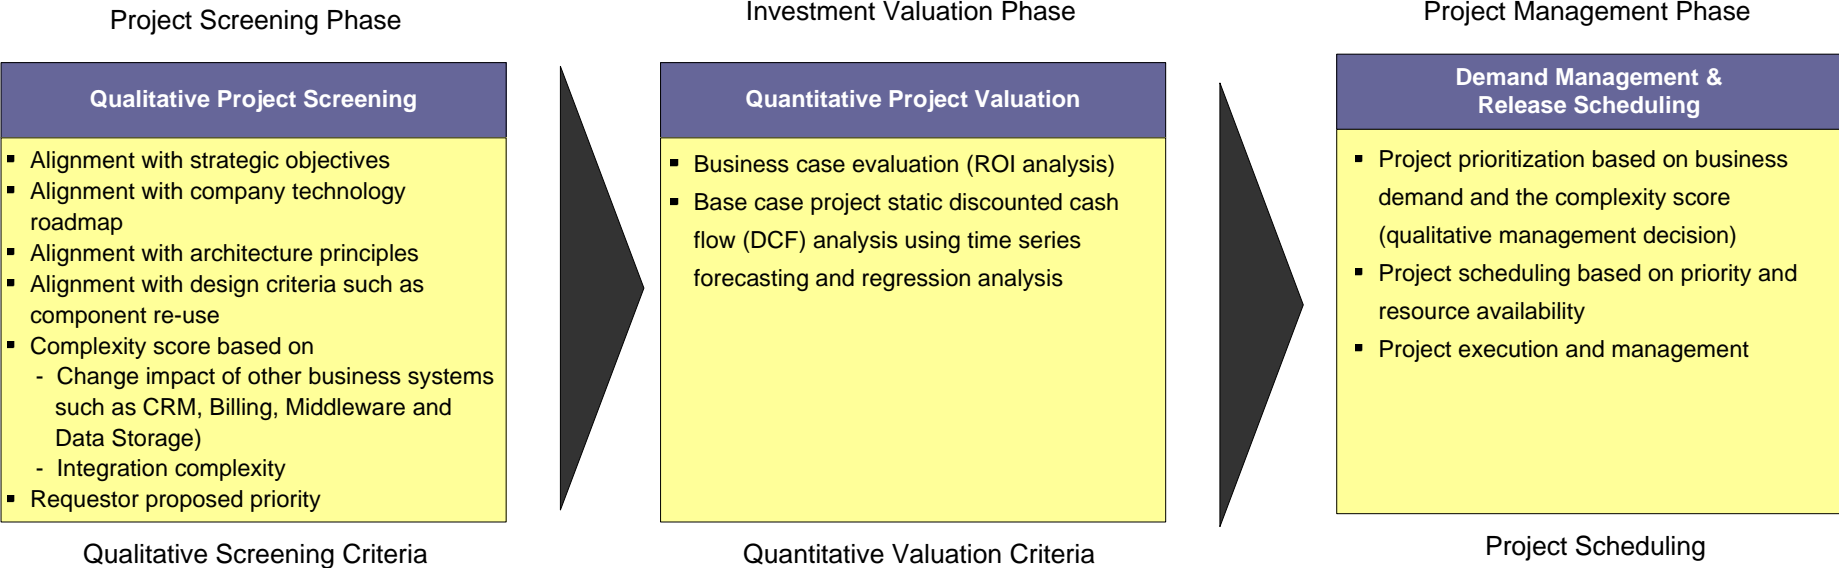 Project Screening Phase
Qualitative Project Screening
Alignment with strategic objectives
Alignment with company technology
roadmap
Alignment with architecture principles
Alignment with design criteria such as
component re-use
Complexity score based on
- Change impact of other business systems
such as CRM, Billing, Middleware and
Data Storage)
- Integration complexity
Requestor proposed priority
Qualitative Screening Criteria
Investment Valuation Phase
Quantitative Project Valuation
Business case evaluation (ROI analysis)
Base case project static discounted cash
flow (DCF) analysis using time series
forecasting and regression analysis
Quantitative Valuation Criteria
Project Management Phase
Demand Management &
Release Scheduling
Project prioritization based on business
demand and the complexity score
(qualitative management decision)
Project scheduling based on priority and
resource availability
Project execution and management
Project Scheduling